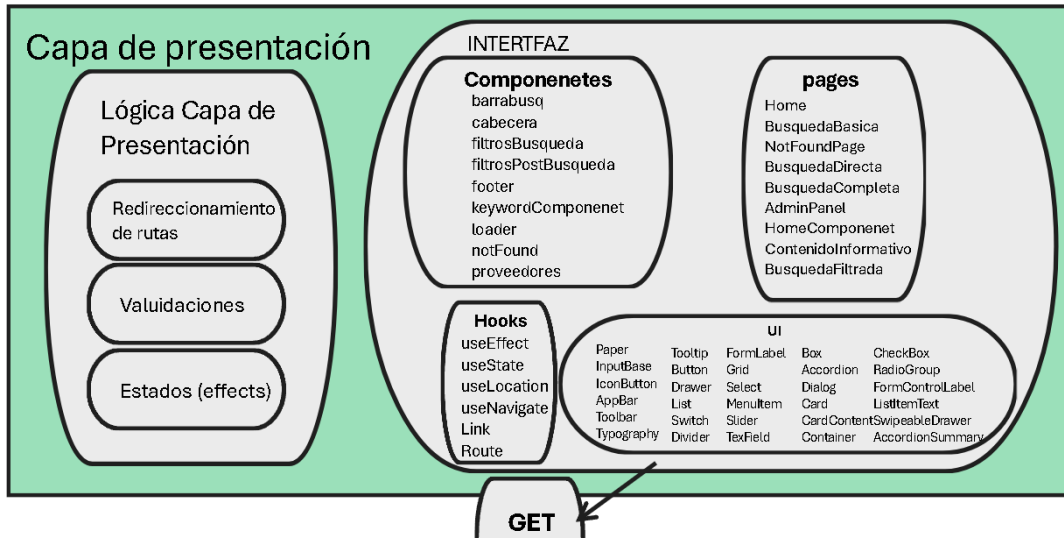 Capa de presentación
Lógica Capa de
Presentación
Redireccionamiento
de rutas
Valuidaciones
Estados (effects)
INTERTFAZ
Componenetes
barrabusq
cabecera
filtrosBusqueda
filtrosPostBusqueda
footer
keywordComponenet
loader
notFound
proveedores
pages
Home
BusquedaBasica
NotFoundPage
BusquedaDirecta
BusquedaCompleta
AdminPanel
HomeComponenet
ContenidoInformativo
BusquedaFiltrada
Hooks
useEffect
useState
useLocation
useNavigate
Link
Route
UI
Paper
InputBase
IconButton
AppBar
Toolbar
Typography
Tooltip
Button
Drawer
List
Switch
Divider
FormLabel
Grid
Select
MenuItem
Slider
TexField
Box
Accordion
Dialog
Card
CardContent
Container
CheckBox
RadioGroup
FormControlLabel
ListItemText
SwipeableDrawer
AccordionSummary
GET